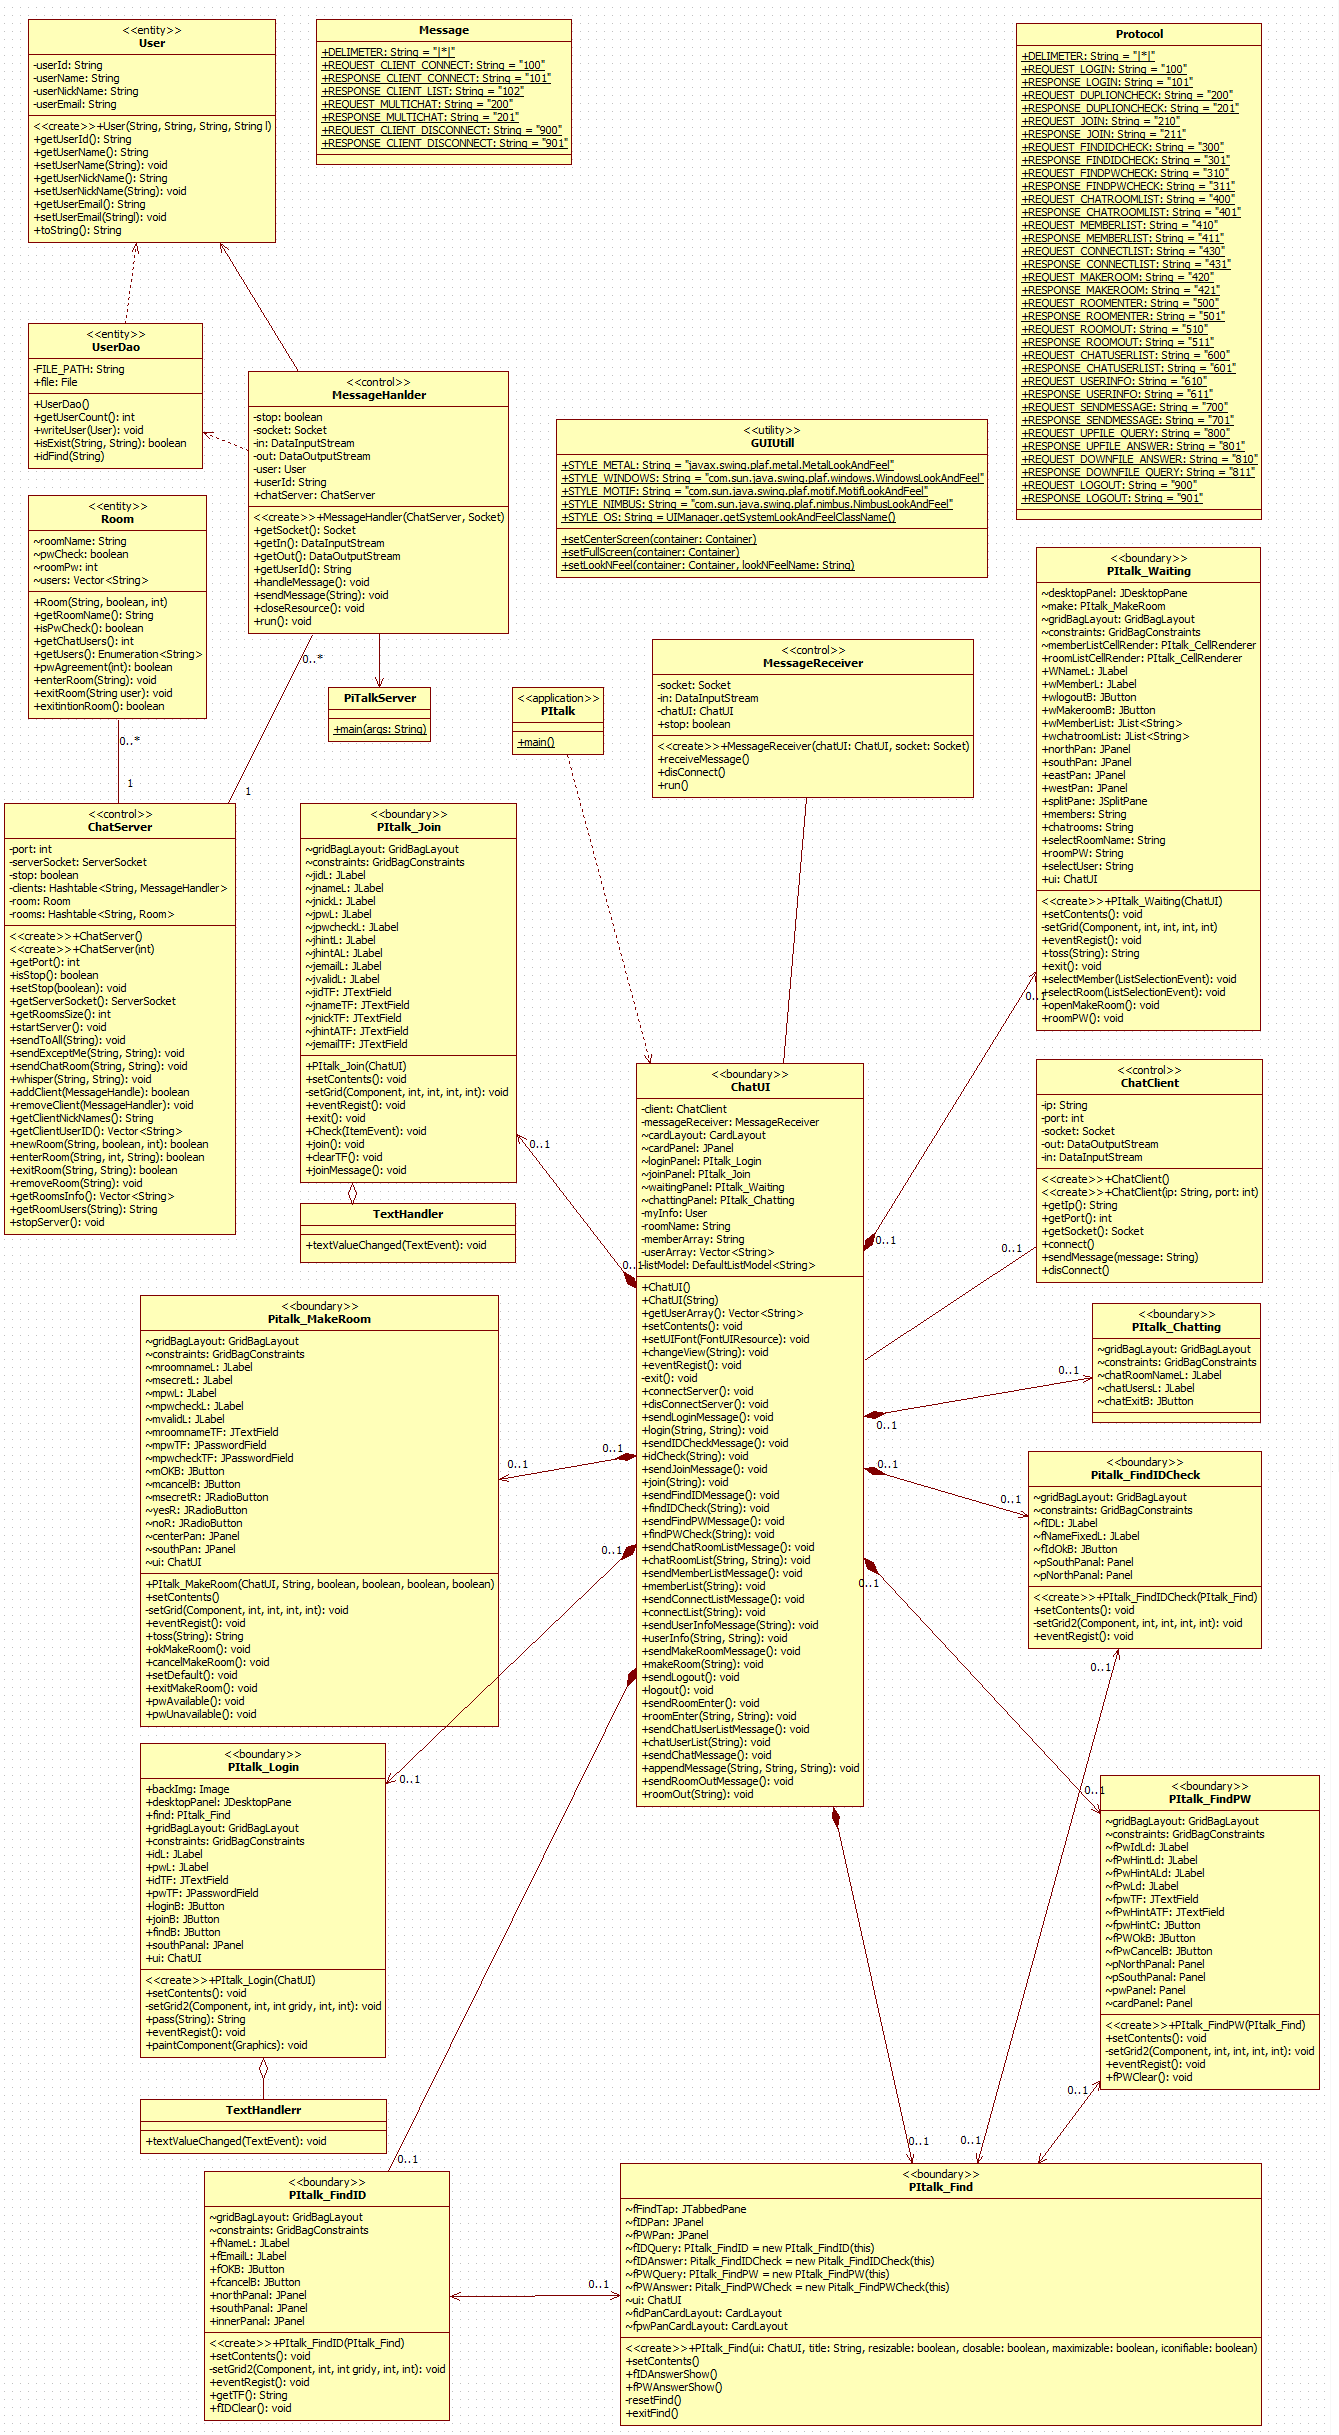 <<entity>>
User
-userId: String
-userName: String
-userNickName: String
-userEmail: String
<<create>>+User(String, String, String, String l)
+getUserId(): String
+getUserName(): String
+setUserName(String): void
+getUserNickName(): String
+setUserNickName(String): void
+getUserEmail(): String
+setUserEmail(Stringl): void
+toString(): String
Message
+DELIMETER: String = "|*|"
+REQUEST_CLIENT_CONNECT: String = "100"
+RESPONSE_CLIENT_CONNECT: String = "101"
+RESPONSE_CLIENT_LIST: String = "102"
+REQUEST_MULTICHAT: String = "200"
+RESPONSE_MULTICHAT: String = "201"
+REQUEST_CLIENT_DISCONNECT: String = "900"
+RESPONSE_CLIENT_DISCONNECT: String = "901"
Protocol
+DELIMETER: String = "|*|"
+REQUEST_LOGIN: String = "100"
+RESPONSE_LOGIN: String = "101"
+REQUEST_DUPLIONCHECK: String = "200"
+RESPONSE_DUPLIONCHECK: String = "201"
+REQUEST_JOIN: String = "210"
+RESPONSE_JOIN: String = "211"
+REQUEST_FINDIDCHECK: String = "300"
+RESPONSE_FINDIDCHECK: String = "301"
+REQUEST_FINDPWCHECK: String = "310"
+RESPONSE_FINDPWCHECK: String = "311"
+REQUEST_CHATROOMLIST: String = "400"
+RESPONSE_CHATROOMLIST: String = "401"
+REQUEST_MEMBERLIST: String = "410"
+RESPONSE_MEMBERLIST: String = "411"
+REQUEST_CONNECTLIST: String = "430"
+RESPONSE_CONNECTLIST: String = "431"
+REQUEST_MAKEROOM: String = "420"
+RESPONSE_MAKEROOM: String = "421"
+REQUEST_ROOMENTER: String = "500"
+RESPONSE_ROOMENTER: String = "501"
+REQUEST_ROOMOUT: String = "510"
+RESPONSE_ROOMOUT: String = "511"
+REQUEST_CHATUSERLIST: String = "600"
+RESPONSE_CHATUSERLIST: String = "601"
+REQUEST_USERINFO: String = "610"
+RESPONSE_USERINFO: String = "611"
+REQUEST_SENDMESSAGE: String = "700"
+RESPONSE_SENDMESSAGE: String = "701"
+REQUEST_UPFILE_QUERY: String = "800"
+RESPONSE_UPFILE_ANSWER: String = "801"
+REQUEST_DOWNFILE_ANSWER: String = "810"
+RESPONSE_DOWNFILE_QUERY: String = "811"
+REQUEST_LOGOUT: String = "900"
+RESPONSE_LOGOUT: String = "901"
<<entity>>
UserDao
-FILE_PATH: String
+file: File
+UserDao()
+getUserCount(): int
+writeUser(User): void
+isExist(String, String): boolean
+idFind(String)
<<control>>
MessageHanlder
-stop: boolean
-socket: Socket
-in: DataInputStream
-out: DataOutputStream
-user: User
+userId: String
+chatServer: ChatServer
<<create>>+MessageHandler(ChatServer, Socket)
+getSocket(): Socket
+getIn(): DataInputStream
+getOut(): DataOutputStream
+getUserId(): String
+handleMessage(): void
+sendMessage(String): void
+closeResource(): void
+run(): void
<<utility>>
GUIUtill
+STYLE_METAL: String = "javax.swing.plaf.metal.MetalLookAndFeel"
+STYLE_WINDOWS: String = "com.sun.java.swing.plaf.windows.WindowsLookAndFeel"
+STYLE_MOTIF: String = "com.sun.java.swing.plaf.motif.MotifLookAndFeel"
+STYLE_NIMBUS: String = "com.sun.java.swing.plaf.nimbus.NimbusLookAndFeel"
+STYLE_OS: String = UIManager.getSystemLookAndFeelClassName()
+setCenterScreen(container: Container)
+setFullScreen(container: Container)
+setLookNFeel(container: Container, lookNFeelName: String)
<<entity>>
Room
~roomName: String
~pwCheck: boolean
~roomPw: int
~users: Vector<String>
+Room(String, boolean, int)
+getRoomName(): String
+isPwCheck(): boolean
+getChatUsers(): int
+getUsers(): Enumeration<String>
+pwAgreement(int): boolean
+enterRoom(String): void
+exitRoom(String user): void
+exitintionRoom(): boolean
0..*
1
0..*
1
PiTalkServer
+main(args: String)
<<application>>
PItalk
+main()
<<control>>
MessageReceiver
-socket: Socket
-in: DataInputStream
-chatUI: ChatUI
+stop: boolean
<<create>>+MessageReceiver(chatUI: ChatUI, socket: Socket)
+receiveMessage()
+disConnect()
+run()
<<boundary>>
PItalk_Waiting
~desktopPanel: JDesktopPane
~make: PItalk_MakeRoom
~gridBagLayout: GridBagLayout
~constraints: GridBagConstraints
~memberListCellRender: PItalk_CellRenderer
+roomListCellRender: PItalk_CellRenderer
+WNameL: JLabel
+wMemberL: JLabel
+wlogoutB: JButton
+wMakeroomB: JButton
+wMemberList: JList<String>
+wchatroomList: JList<String>
+northPan: JPanel
+southPan: JPanel
+eastPan: JPanel
+westPan: JPanel
+splitPane: JSplitPane
+members: String
+chatrooms: String
+selectRoomName: String
+roomPW: String
+selectUser: String
+ui: ChatUI
<<create>>+PItalk_Waiting(ChatUI)
+setContents(): void
-setGrid(Component, int, int, int, int)
+eventRegist(): void
+toss(String): String
+exit(): void
+selectMember(ListSelectionEvent): void
+selectRoom(ListSelectionEvent): void
+openMakeRoom(): void
+roomPW(): void
<<control>>
ChatServer
-port: int
-serverSocket: ServerSocket
-stop: boolean
-clients: Hashtable<String, MessageHandler>
-room: Room
-rooms: Hashtable<String, Room>
<<create>>+ChatServer()
<<create>>+ChatServer(int)
+getPort(): int
+isStop(): boolean
+setStop(boolean): void
+getServerSocket(): ServerSocket
+getRoomsSize(): int
+startServer(): void
+sendToAll(String): void
+sendExceptMe(String, String): void
+sendChatRoom(String, String): void
+whisper(String, String): void
+addClient(MessageHandle): boolean
+removeClient(MessageHandler): void
+getClientNickNames(): String
+getClientUserID(): Vector<String>
+newRoom(String, boolean, int): boolean
+enterRoom(String, int, String): boolean
+exitRoom(String, String): boolean
+removeRoom(String): void
+getRoomsInfo(): Vector<String>
+getRoomUsers(String): String
+stopServer(): void
<<boundary>>
PItalk_Join
~gridBagLayout: GridBagLayout
~constraints: GridBagConstraints
~jidL: JLabel
~jnameL: JLabel
~jnickL: JLabel
~jpwL: JLabel
~jpwcheckL: JLabel
~jhintL: JLabel
~jhintAL: JLabel
~jemailL: JLabel
~jvalidL: JLabel
~jidTF: JTextField
~jnameTF: JTextField
~jnickTF: JTextField
~jhintATF: JTextField
~jemailTF: JTextField
+PItalk_Join(ChatUI)
+setContents(): void
-setGrid(Component, int, int, int, int): void
+eventRegist(): void
+exit(): void
+Check(ItemEvent): void
+join(): void
+clearTF(): void
+joinMessage(): void
TextHandler
+textValueChanged(TextEvent): void
0..1
0..1
<<boundary>>
ChatUI
-client: ChatClient
-messageReceiver: MessageReceiver
~cardLayout: CardLayout
~cardPanel: JPanel
~loginPanel: PItalk_Login
~joinPanel: PItalk_Join
~waitingPanel: PItalk_Waiting
~chattingPanel: PItalk_Chatting
-myInfo: User
-roomName: String
-memberArray: String
-userArray: Vector<String>
-listModel: DefaultListModel<String>
+ChatUI()
+ChatUI(String)
+getUserArray(): Vector<String>
+setContents(): void
+setUIFont(FontUIResource): void
+changeView(String): void
+eventRegist(): void
-exit(): void
+connectServer(): void
+disConnectServer(): void
+sendLoginMessage(): void
+login(String, String): void
+sendIDCheckMessage(): void
+idCheck(String): void
+sendJoinMessage(): void
+join(String): void
+sendFindIDMessage(): void
+findIDCheck(String): void
+sendFindPWMessage(): void
+findPWCheck(String): void
+sendChatRoomListMessage(): void
+chatRoomList(String, String): void
+sendMemberListMessage(): void
+memberList(String): void
+sendConnectListMessage(): void
+connectList(String): void
+sendUserInfoMessage(String): void
+userInfo(String, String): void
+sendMakeRoomMessage(): void
+makeRoom(String): void
+sendLogout(): void
+logout(): void
+sendRoomEnter(): void
+roomEnter(String, String): void
+sendChatUserListMessage(): void
+chatUserList(String): void
+sendChatMessage(): void
+appendMessage(String, String, String): void
+sendRoomOutMessage(): void
+roomOut(String): void
0..1
0..1
0..1
0..1
0..1
0..1
0..1
0..1
0..1
<<control>>
ChatClient
-ip: String
-port: int
-socket: Socket
-out: DataOutputStream
-in: DataInputStream
<<create>>+ChatClient()
<<create>>+ChatClient(ip: String, port: int)
+getIp(): String
+getPort(): int
+getSocket(): Socket
+connect()
+sendMessage(message: String)
+disConnect()
<<boundary>>
PItalk_Chatting
~gridBagLayout: GridBagLayout
~constraints: GridBagConstraints
~chatRoomNameL: JLabel
~chatUsersL: JLabel
~chatExitB: JButton
<<boundary>>
Pitalk_MakeRoom
~gridBagLayout: GridBagLayout
~constraints: GridBagConstraints
~mroomnameL: JLabel
~msecretL: JLabel
~mpwL: JLabel
~mpwcheckL: JLabel
~mvalidL: JLabel
~mroomnameTF: JTextField
~mpwTF: JPasswordField
~mpwcheckTF: JPasswordField
~mOKB: JButton
~mcancelB: JButton
~msecretR: JRadioButton
~yesR: JRadioButton
~noR: JRadioButton
~centerPan: JPanel
~southPan: JPanel
~ui: ChatUI
+PItalk_MakeRoom(ChatUI, String, boolean, boolean, boolean, boolean)
+setContents()
-setGrid(Component, int, int, int, int): void
+eventRegist(): void
+toss(String): String
+okMakeRoom(): void
+cancelMakeRoom(): void
+setDefault(): void
+exitMakeRoom(): void
+pwAvailable(): void
+pwUnavailable(): void
0..1
0..1
0..1
0..1
<<boundary>>
Pitalk_FindIDCheck
~gridBagLayout: GridBagLayout
~constraints: GridBagConstraints
~fIDL: JLabel
~fNameFixedL: JLabel
~fIdOkB: JButton
~pSouthPanal: Panel
~pNorthPanal: Panel
<<create>>+PItalk_FindIDCheck(PItalk_Find)
+setContents(): void
-setGrid2(Component, int, int, int, int): void
+eventRegist(): void
0..1
<<boundary>>
PItalk_Login
+backImg: Image
+desktopPanel: JDesktopPane
+find: PItalk_Find
+gridBagLayout: GridBagLayout
+constraints: GridBagConstraints
+idL: JLabel
+pwL: JLabel
+idTF: JTextField
+pwTF: JPasswordField
+loginB: JButton
+joinB: JButton
+findB: JButton
+southPanal: JPanel
+ui: ChatUI
<<create>>+PItalk_Login(ChatUI)
+setContents(): void
-setGrid2(Component, int, int gridy, int, int): void
+pass(String): String
+eventRegist(): void
+paintComponent(Graphics): void
TextHandlerr
+textValueChanged(TextEvent): void
0..1
<<boundary>>
PItalk_FindPW
~gridBagLayout: GridBagLayout
~constraints: GridBagConstraints
~fPwIdLd: JLabel
~fPwHintLd: JLabel
~fPwHintALd: JLabel
~fPwLd: JLabel
~fpwTF: JTextField
~fPwHintATF: JTextField
~fpwHintC: JButton
~fPWOkB: JButton
~fPwCancelB: JButton
~pNorthPanal: Panel
~pSouthPanal: Panel
~pwPanel: Panel
~cardPanel: Panel
<<create>>+PItalk_FindPW(PItalk_Find)
+setContents(): void
-setGrid2(Component, int, int, int, int): void
+eventRegist(): void
+fPWClear(): void
0..1
0..1
0..1
<<boundary>>
PItalk_FindID
~gridBagLayout: GridBagLayout
~constraints: GridBagConstraints
+fNameL: JLabel
+fEmailL: JLabel
+fOKB: JButton
+fcancelB: JButton
+northPanal: JPanel
+southPanal: JPanel
+innerPanal: JPanel
<<create>>+PItalk_FindID(PItalk_Find)
+setContents(): void
-setGrid2(Component, int, int gridy, int, int): void
+eventRegist(): void
+getTF(): String
+fIDClear(): void
0..1
0..1
<<boundary>>
PItalk_Find
~fFindTap: JTabbedPane
~fIDPan: JPanel
~fPWPan: JPanel
~fIDQuery: PItalk_FindID = new PItalk_FindID(this)
~fIDAnswer: Pitalk_FindIDCheck = new Pitalk_FindIDCheck(this)
~fPWQuery: PItalk_FindPW = new PItalk_FindPW(this)
~fPWAnswer: Pitalk_FindPWCheck = new Pitalk_FindPWCheck(this)
~ui: ChatUI
~fidPanCardLayout: CardLayout
~fpwPanCardLayout: CardLayout
<<create>>+PItalk_Find(ui: ChatUI, title: String, resizable: boolean, closable: boolean, maximizable: boolean, iconifiable: boolean)
+setContents()
+fIDAnswerShow()
+fPWAnswerShow()
-resetFind()
+exitFind()